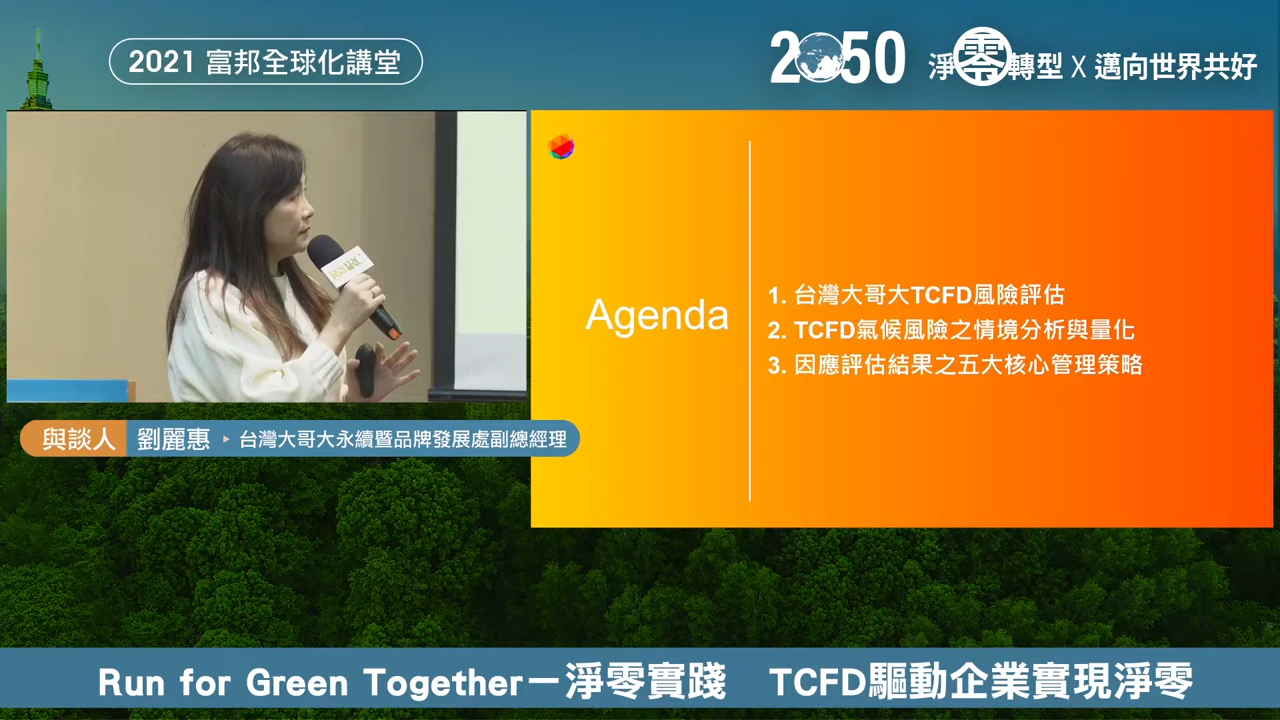 2021 富邦全球化講堂
2050 淨零轉型 X 邁向世界共好
Agenda
1. 台灣大哥大TCFD風險評估
2. TCFD氣候風險之情境分析與量化
3. 因應評估結果之五大核心管理策略
與談人 劉麗惠 ▸ 台灣大哥大永續暨品牌發展處副總經理
Run for Green Together－淨零實踐 TCFD驅動企業實現淨零